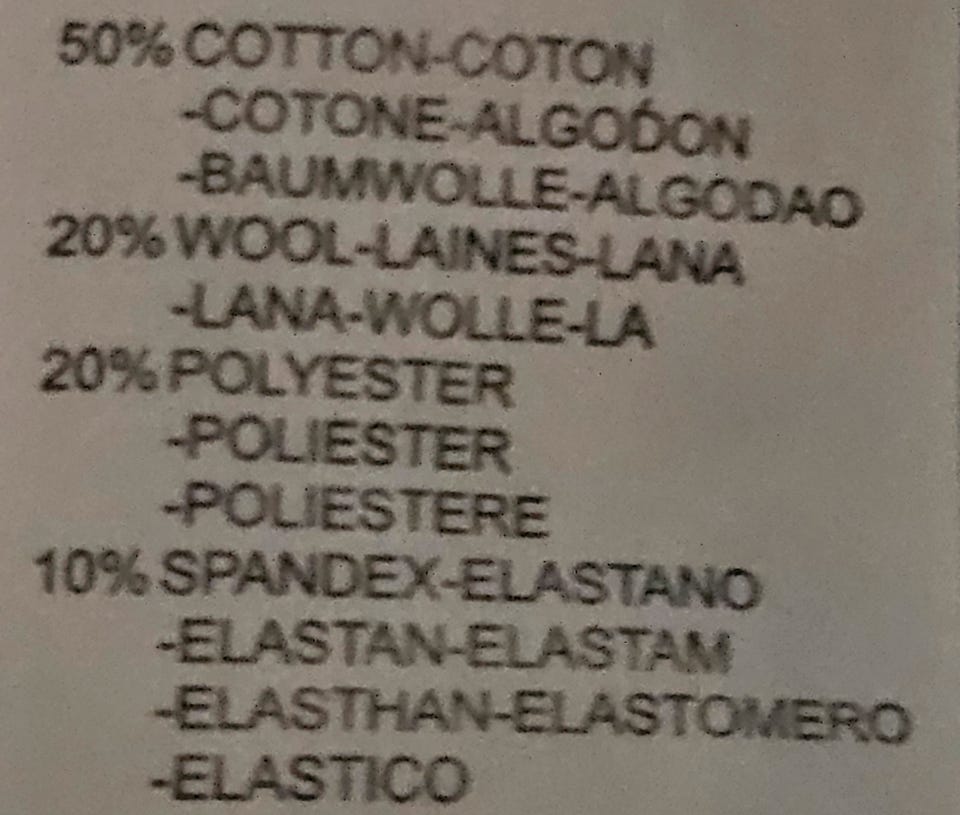 50% COTTON-COTON
-COTONE-ALGODÓN
-BAUMWOLLE-ALGODAO
20% WOOL-LAINES-LANA
-LANA-WOLLE-LA
20% POLYESTER
-POLIESTER
-POLIESTERE
10% SPANDEX-ELASTANO
-ELASTAN-ELASTAM
-ELASTHAN-ELASTOMERO
-ELASTICO